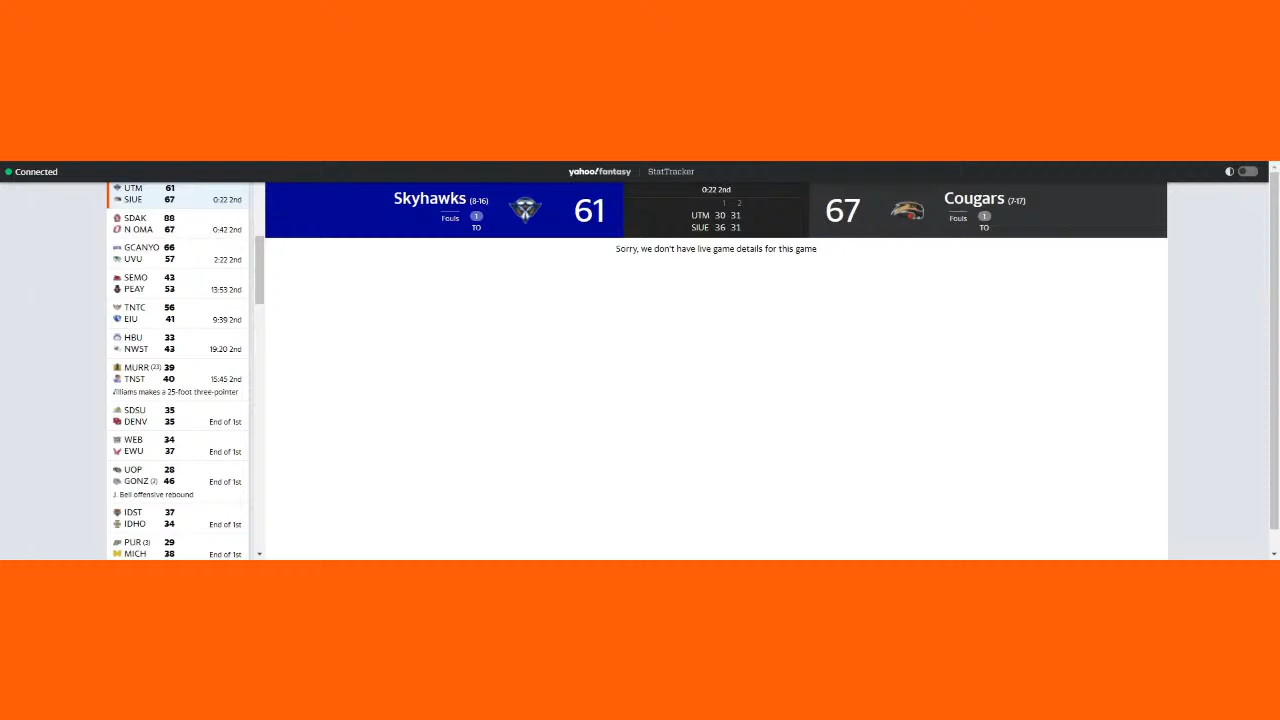 Connected
yahoo!fantasy StatTracker
UTM 61
SIUE 67 0:22 2nd
SDAK 88
N OMA 67 0:42 2nd
GCANYO 66
UVU 57 2:22 2nd
SEMO 43
PEAY 53 13:53 2nd
TNTC 56
EIU 41 9:39 2nd
HBU 33
NWST 43 19:20 2nd
MURR (23) 39
TNST 40 15:45 2nd
Williams makes a 25-foot three-pointer
SDSU 35
DENV 35 End of 1st
WEB 34
EWU 37 End of 1st
UOP 28
GONZ (2) 46 End of 1st
J. Bell offensive rebound
IDST 37
IDHO 34 End of 1st
PUR (3) 29
MICH 38 End of 1st
Skyhawks (8-16)
Fouls 1
TO
61
0:22 2nd
1 2
UTM 30 31
SIUE 36 31
67
Cougars (7-17)
Fouls 1
TO
Sorry, we don't have live game details for this game